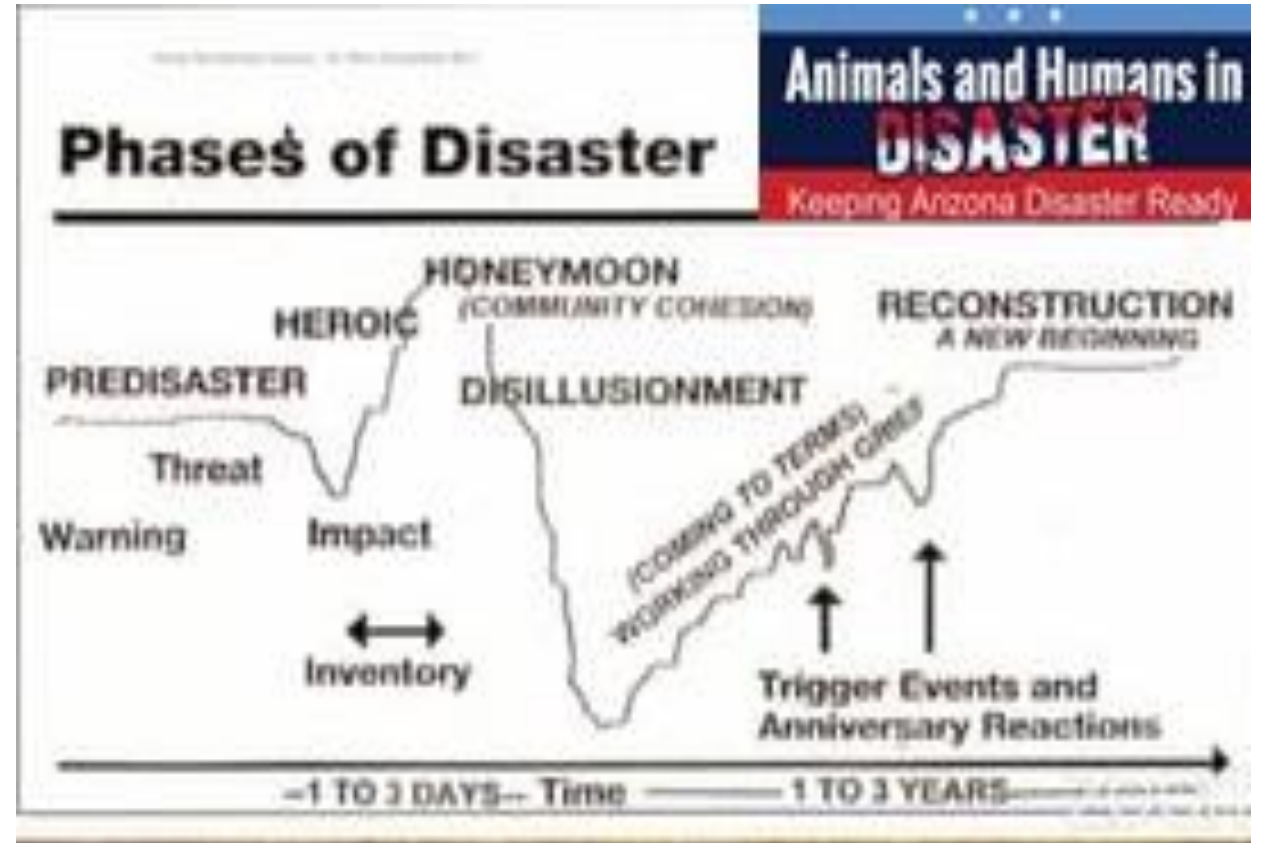 Animals and Humans in
DISASTER
Keeping Arizona Disaster Ready
Phases of Disaster
HONEYMOON
(COMMUNITY COHESION)
HEROIC
RECONSTRUCTION
A NEW BEGINNING
PREDISASTER
DISILLUSIONMENT
Threat
(COMING TO TERMS)
WORKING THROUGH GRIEF
Warning
Impact
Inventory
Trigger Events and
Anniversary Reactions
–1 TO 3 DAYS-- Time 1 TO 3 YEARS